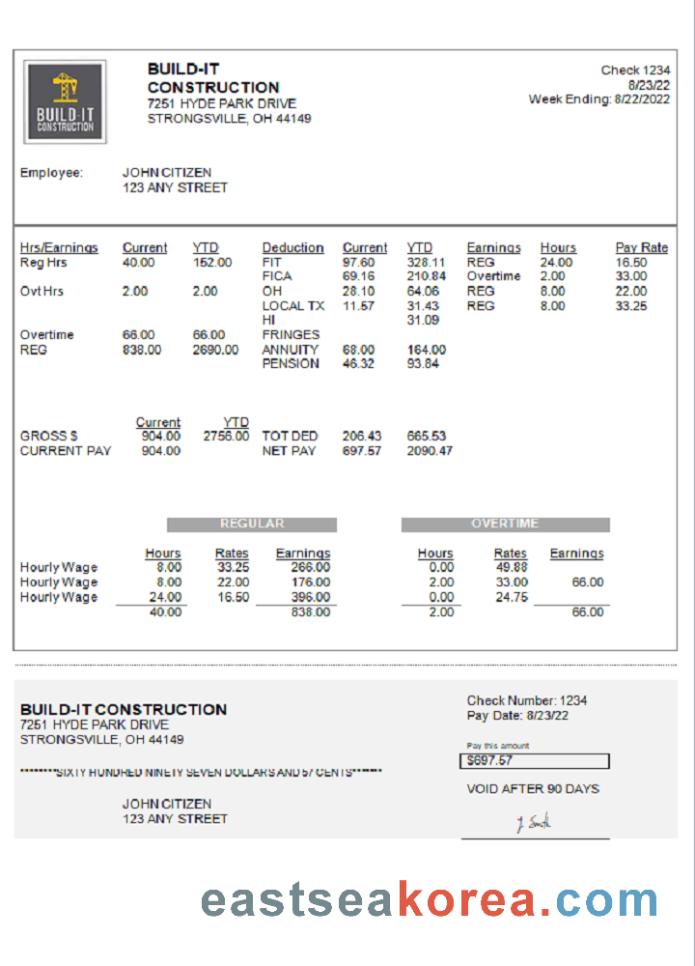 BUILD-IT
CONSTRUCTION
BUILD-IT
CONSTRUCTION
7251 HYDE PARK DRIVE
STRONGSVILLE, OH 44149
Check 1234
8/23/22
Week Ending: 8/22/2022
Employee: JOHN CITIZEN
123 ANY STREET
Hrs/Earnings Current YTD Deduction Current YTD Earnings Hours Pay Rate
Reg Hrs 40.00 152.00 FIT 97.60 328.11 REG 24.00 16.50
FICA 69.16 210.84 Overtime 2.00 33.00
Ovt Hrs 2.00 2.00 OH 28.10 64.06 REG 8.00 22.00
LOCAL TX 11.57 31.43 REG 8.00 33.25
HI 31.09
Overtime 66.00 66.00 FRINGES
REG 838.00 2690.00 ANNUITY 68.00 164.00
PENSION 46.32 93.84
Current YTD
GROSS $ 904.00 2756.00 TOT DED 206.43 665.53
CURRENT PAY 904.00 NET PAY 697.57 2090.47
REGULAR OVERTIME
Hours Rates Earnings Hours Rates Earnings
Hourly Wage 8.00 33.25 266.00 0.00 49.88
Hourly Wage 8.00 22.00 176.00 2.00 33.00 66.00
Hourly Wage 24.00 16.50 396.00 0.00 24.75
40.00 838.00 2.00 66.00
BUILD-IT CONSTRUCTION
7251 HYDE PARK DRIVE
STRONGSVILLE, OH 44149
Check Number: 1234
Pay Date: 8/23/22
Pay this amount
$697.57
********SIXTY HUNDRED NINETY SEVEN DOLLARS AND 57 CENTS*******
VOID AFTER 90 DAYS
JOHN CITIZEN
123 ANY STREET
J. Smith
eastseakorea.com